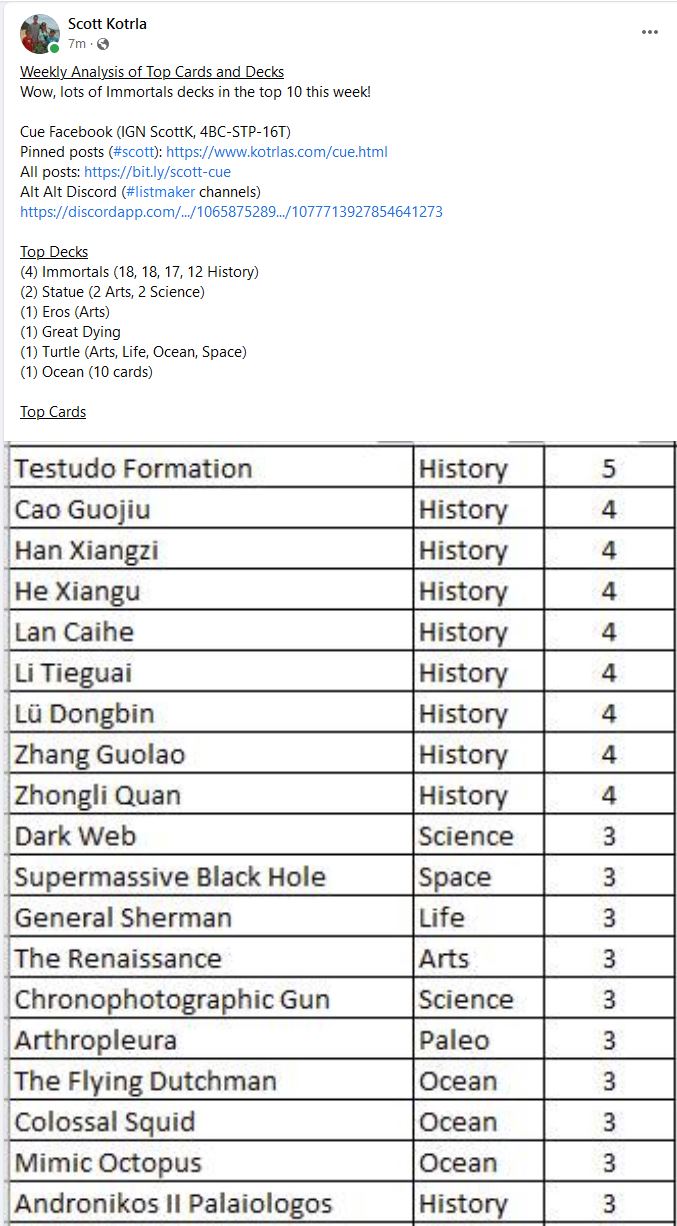 Scott Kotrla
7m ·
Weekly Analysis of Top Cards and Decks
Wow, lots of Immortals decks in the top 10 this week!
Cue Facebook (IGN ScottK, 4BC-STP-16T)
Pinned posts (#scott): https://www.kotrlas.com/cue.html
All posts: https://bit.ly/scott-cue
Alt Alt Discord (#listmaker channels)
https://discordapp.com/.../1065875289.../1077713927854641273
Top Decks
(4) Immortals (18, 18, 17, 12 History)
(2) Statue (2 Arts, 2 Science)
(1) Eros (Arts)
(1) Great Dying
(1) Turtle (Arts, Life, Ocean, Space)
(1) Ocean (10 cards)
Top Cards
Testudo Formation History 5
Cao Guojiu History 4
Han Xiangzi History 4
He Xiangu History 4
Lan Caihe History 4
Li Tieguai History 4
Lü Dongbin History 4
Zhang Guolao History 4
Zhongli Quan History 4
Dark Web Science 3
Supermassive Black Hole Space 3
General Sherman Life 3
The Renaissance Arts 3
Chronophotographic Gun Science 3
Arthropleura Paleo 3
The Flying Dutchman Ocean 3
Colossal Squid Ocean 3
Mimic Octopus Ocean 3
Andronikos II Palaiologos History 3